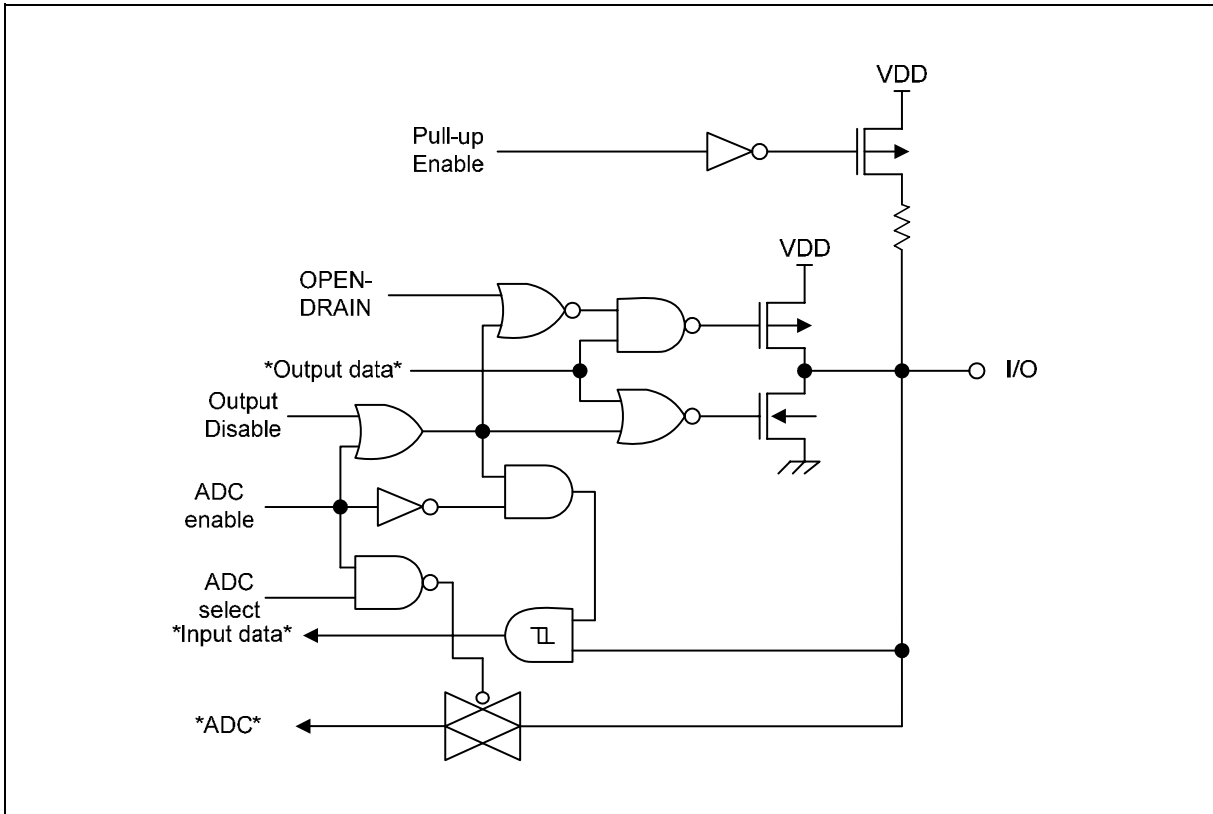 VDD
Pull-up
Enable
VDD
OPEN-
DRAIN
*Output data*
I/O
Output
Disable
ADC
enable
ADC
select
*Input data*
*ADC*